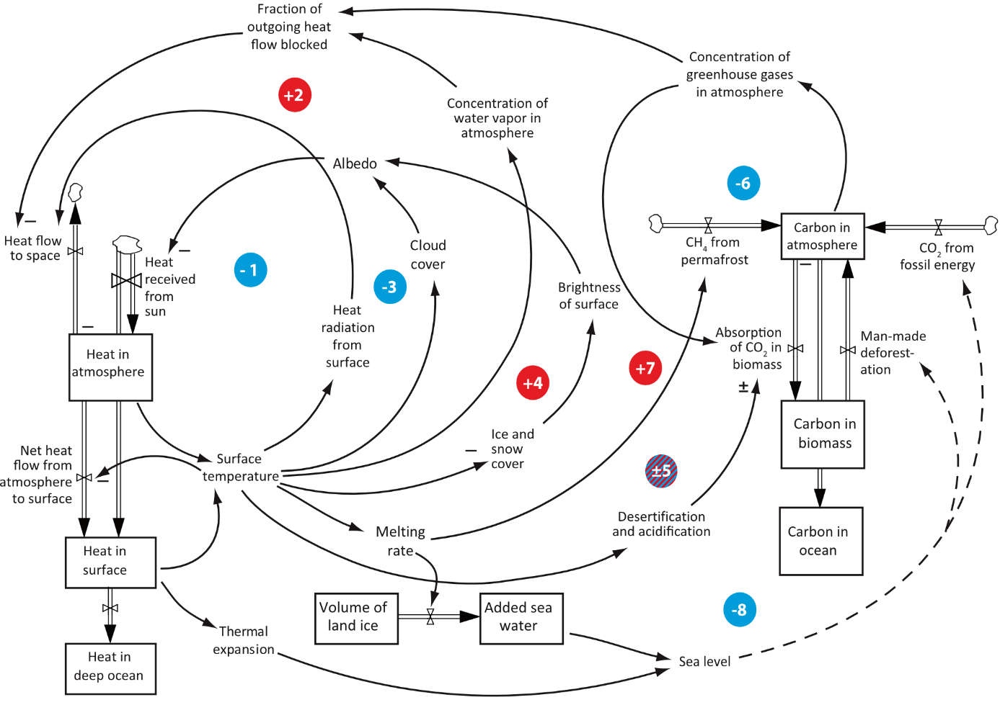 Fraction of
outgoing heat
flow blocked
Concentration of
greenhouse gases
in atmosphere
+2
Concentration of
water vapor in
atmosphere
Albedo
-6
–
Heat flow
to space
–
Heat
received
from
sun
- 1
Cloud
cover
-3
Brightness
of surface
CH4 from
permafrost
Carbon in
atmosphere
–
CO2 from
fossil energy
Heat
radiation
from
surface
–
Heat in
atmosphere
+4
+7
Absorption
of CO2 in
biomass
±
Man-made
deforest-
ation
Carbon in
biomass
Net heat
flow from
atmosphere
to surface
–
Surface
temperature
–
Ice and
snow
cover
±5
Desertification
and acidification
Melting
rate
Carbon in
ocean
Heat in
surface
Volume of
land ice
Added sea
water
-8
Thermal
expansion
Sea level
Heat in
deep ocean